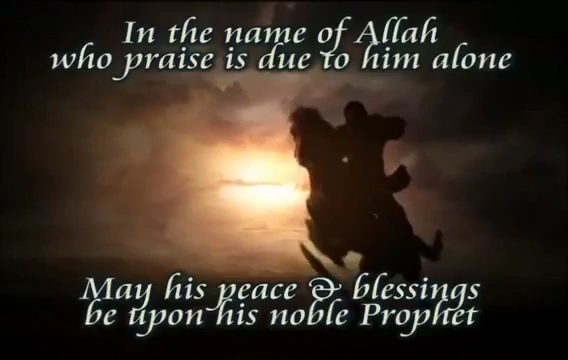 In the name of Allah
who praise is due to him alone
May his peace & blessings
be upon his noble Prophet